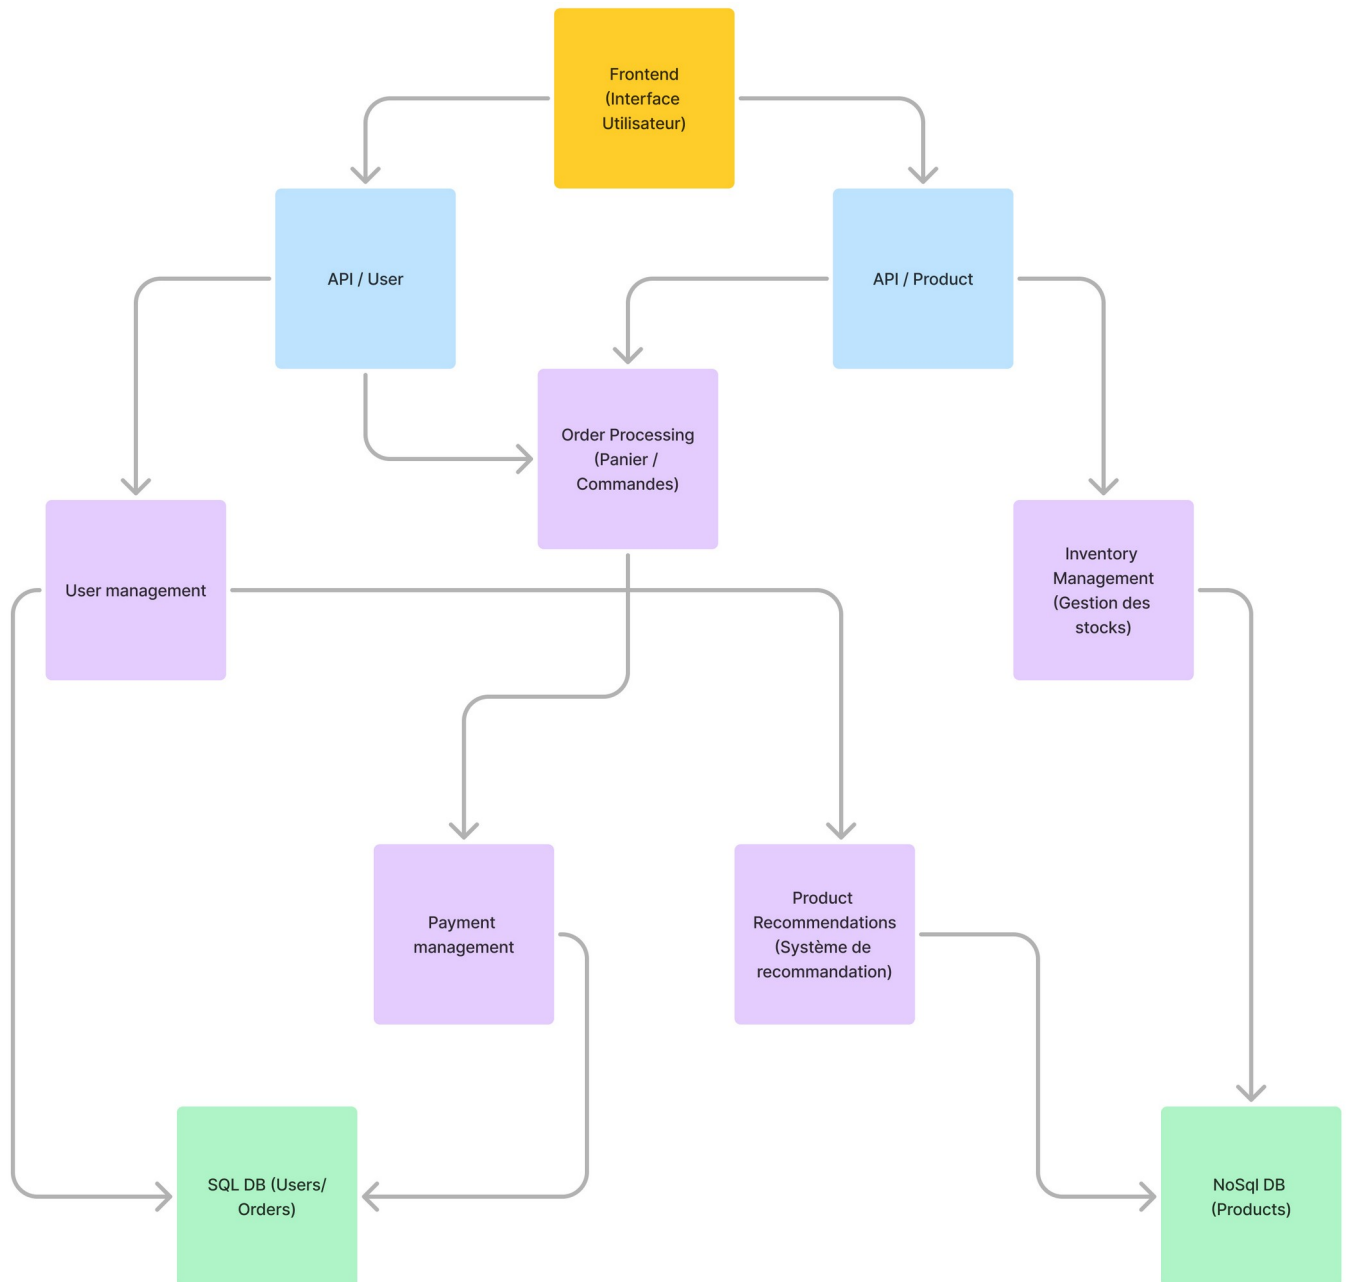 Frontend
(Interface
Utilisateur)
API / User
API / Product
Order Processing
(Panier /
Commandes)
User management
Inventory
Management
(Gestion des
stocks)
Payment
management
Product
Recommendations
(Système de
recommandation)
SQL DB (Users/
Orders)
NoSql DB
(Products)